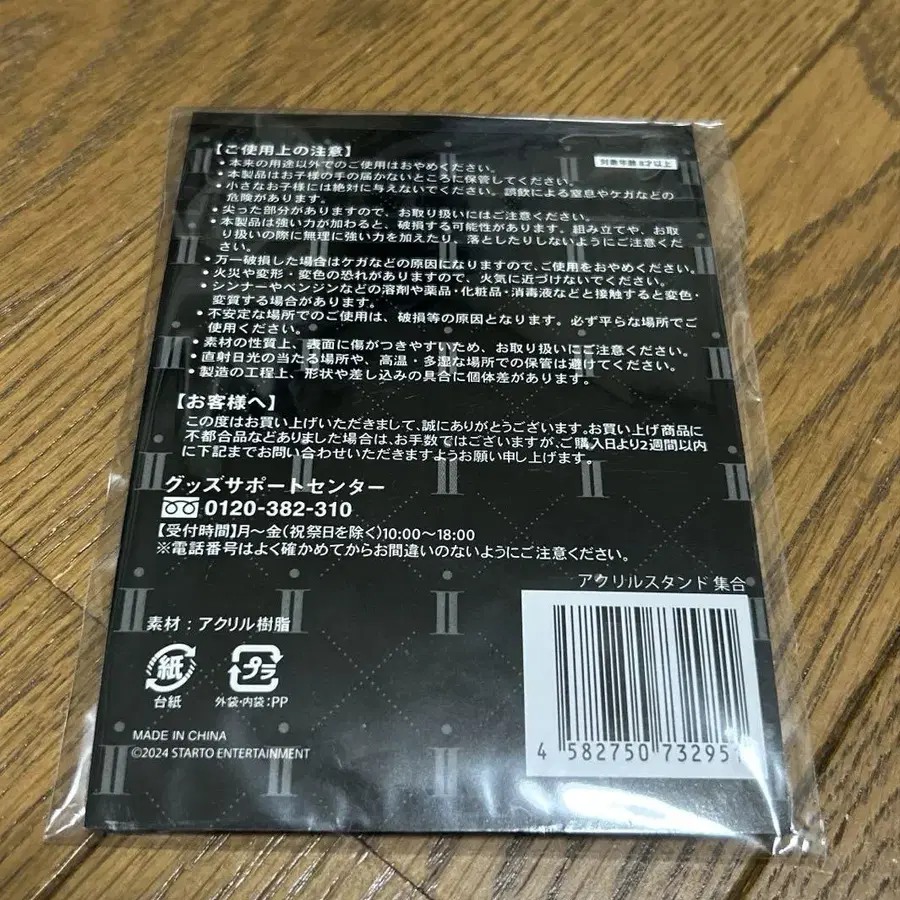 【ご使用上の注意】
対象年齢 8才以上
• 本来の用途以外でのご使用はおやめください。
• 本製品はお子様の手の届かないところに保管してください。
• 小さなお子様には絶対に与えないでください。誤飲による窒息やケガなどの
危険があります。
• 尖った部分がありますので、お取り扱いにはご注意ください。
• 本製品は強い力が加わると、破損する可能性があります。組み立てや、お取
り扱いの際に無理に強い力を加えたり、落としたりしないようにご注意くだ
さい。
• 万一破損した場合はケガなどの原因になりますので、ご使用をおやめください。
• 火災や変形・変色の恐れがありますので、火気に近づけないでください。
• シンナーやベンジンなどの溶剤や薬品・化粧品・消毒液などと接触すると変色・
変質する場合があります。
• 不安定な場所でのご使用は、破損等の原因となります。必ず平らな場所でご
使用ください。
• 素材の性質上、表面に傷がつきやすいため、お取り扱いにご注意ください。
• 直射日光の当たる場所や、高温・多湿な場所での保管は避けてください。
• 製造の工程上、形状や差し込みの具合に個体差があります。
【お客様へ】
この度はお買い上げいただきまして、誠にありがとうございます。お買い上げ商品に
不都合品などありました場合は、お手数ではございますが、ご購入日より2週間以内
に下記までお問い合わせいただきますようお願い申し上げます。
グッズサポートセンター
0120-382-310
【受付時間】月〜金(祝祭日を除く)10:00〜18:00
※電話番号はよく確かめてからお間違いのないようにご注意ください。
アクリルスタンド 集合
素材：アクリル樹脂
紙
台紙
プラ
外袋・内袋：PP
MADE IN CHINA
©2024 STARTO ENTERTAINMENT
4 582750 732951